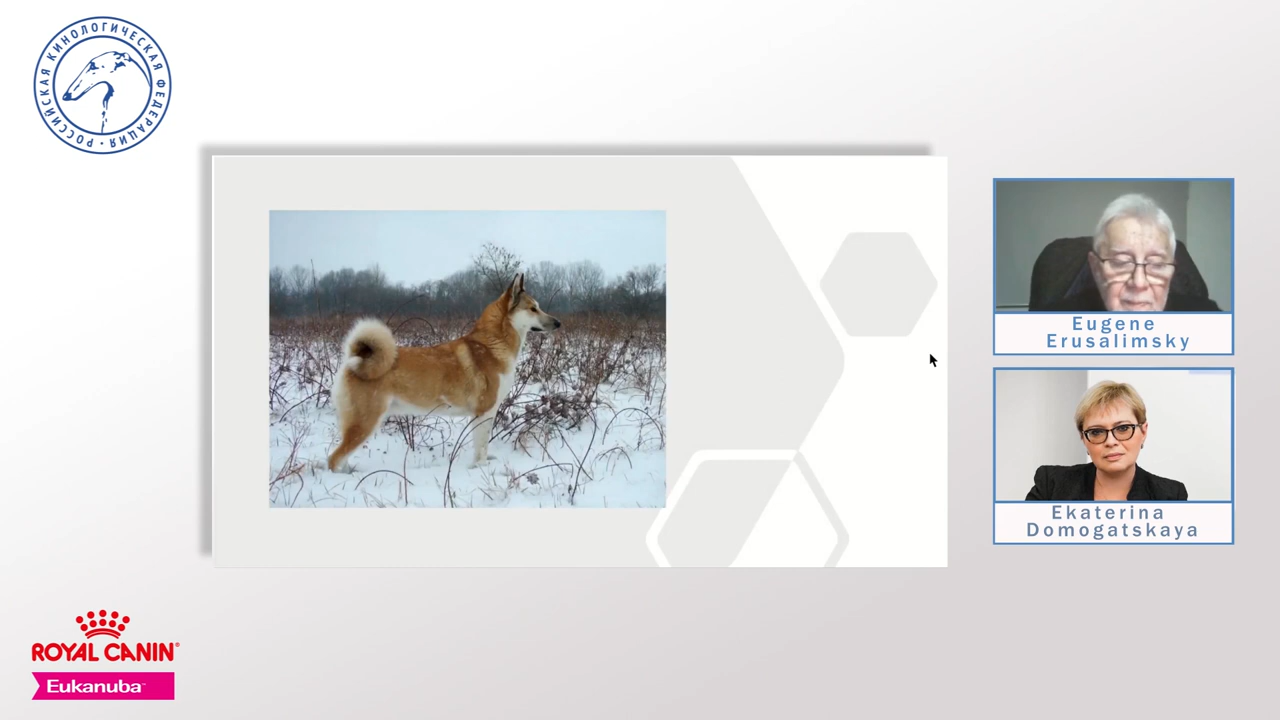 РОССИЙСКАЯ КИНОЛОГИЧЕСКАЯ ФЕДЕРАЦИЯ
Eugene
Erusalimsky
Ekaterina
Domogatskaya
ROYAL CANIN
Eukanuba